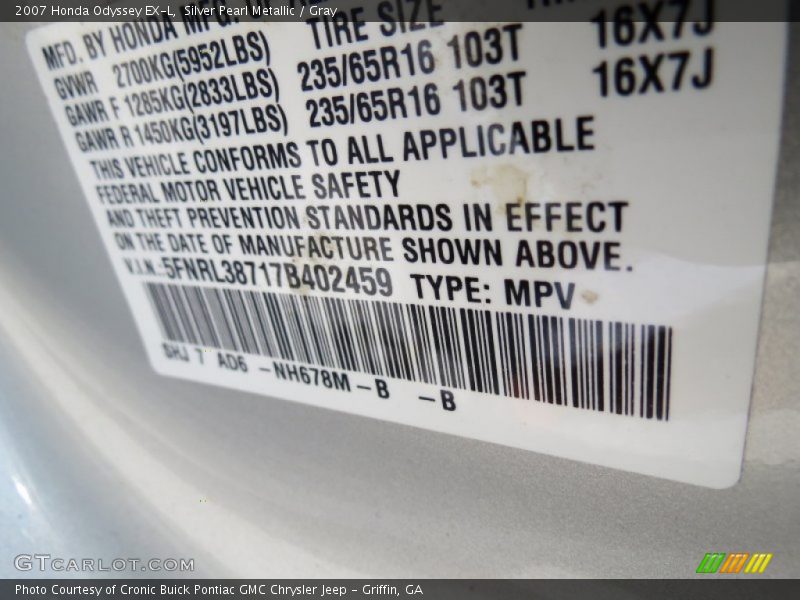 2007 Honda Odyssey EX-L, Silver Pearl Metallic / Gray
MFD. BY HONDA MFG.
GVWR 2700KG(5952LBS) TIRE SIZE
GAWR F 1285KG(2833LBS) 235/65R16 103T 16X7J
GAWR R 1450KG(3197LBS) 235/65R16 103T 16X7J
THIS VEHICLE CONFORMS TO ALL APPLICABLE
FEDERAL MOTOR VEHICLE SAFETY
AND THEFT PREVENTION STANDARDS IN EFFECT
ON THE DATE OF MANUFACTURE SHOWN ABOVE.
V.I.N.:5FNRL38717B402459 TYPE: MPV
SHJ T AD6 -NH678M-B -B
GTCARLOT.COM
Photo Courtesy of Cronic Buick Pontiac GMC Chrysler Jeep - Griffin, GA